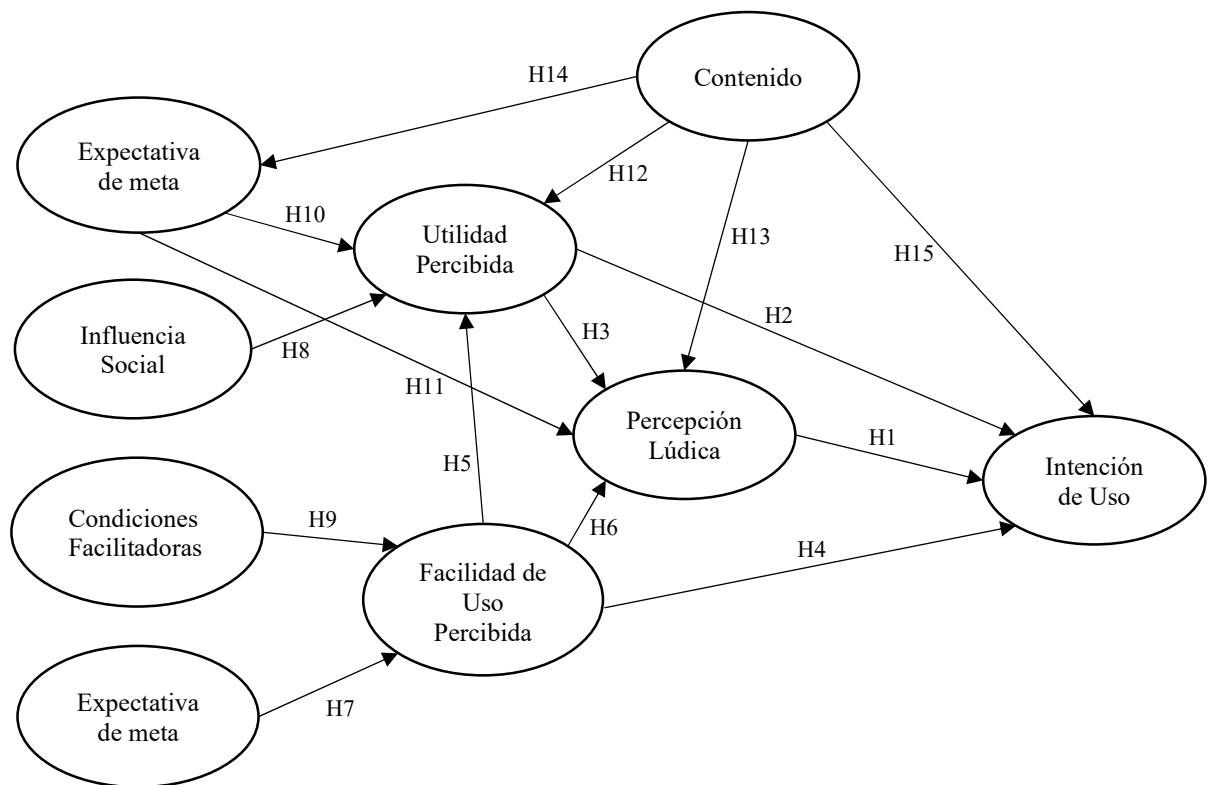 Contenido
H14
Expectativa
de meta
H12
H10
Utilidad
Percibida
H13
H15
Influencia
Social
H8
H3
H2
H11
Percepción
Lúdica
H1
H5
Intención
de Uso
Condiciones
Facilitadoras
H9
H6
H4
Facilidad de
Uso
Percibida
Expectativa
de meta
H7